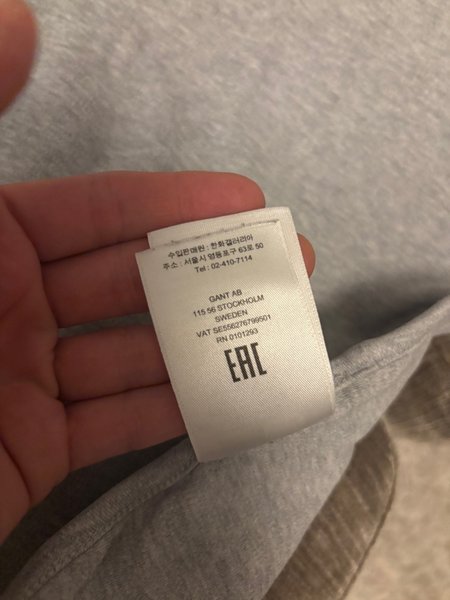 수입판매원 : 한화갤러리아
주소 : 서울시 영등포구 63로 50
Tel : 02-410-7114
GANT AB
115 56 STOCKHOLM
SWEDEN
VAT SE556276799501
RN 0101293
EAC